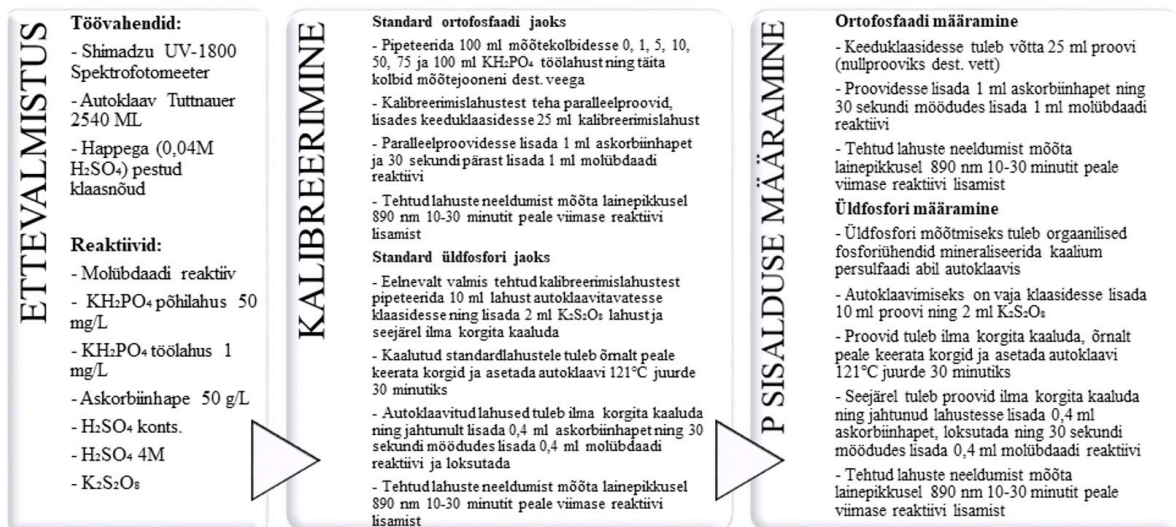 ETTEVALMISTUS
Töövahendid:
- Shimadzu UV-1800
Spektrofotomeeter
- Autoklaav Tuttnauer
2540 ML
- Happega (0,04M
H₂SO₄) pestud
klaasnõud
Reaktiivid:
- Molübdaadi reaktiiv
- KH₂PO₄ põhilahus 50
mg/L
- KH₂PO₄ töölahus 1
mg/L
- Askorbiinhape 50 g/L
- H₂SO₄ konts.
- H₂SO₄ 4M
- K₂S₂O₈
KALIBREERIMINE
Standard ortofosfaadi jaoks
- Pipeteerida 100 ml mõõtekolbidesse 0, 1, 5, 10,
50, 75 ja 100 ml KH₂PO₄ töölahust ning täita
kolbid mõõtejooneni dest. veega
- Kalibreerimislahustest teha paralleelproovid,
lisades keeduklaasidesse 25 ml kalibreerimislahust
- Paralleelproovidesse lisada 1 ml askorbiinhapet
ja 30 sekundi pärast lisada 1 ml molübdaadi
reaktiivi
- Tehtud lahuste neeldumist mõõta lainepikkusel
890 nm 10-30 minutit peale viimase reaktiivi
lisamist
Standard üldfosfori jaoks
- Eelnevalt valmis tehtud kalibreerimislahustest
pipeteerida 10 ml lahust autoklaavitavatesse
klaasidesse ning lisada 2 ml K₂S₂O₈ lahust ja
seejärel ilma korgita kaaluda
- Kaalutud standardlahustele tuleb õrnalt peale
keerata korgid ja asetada autoklaavi 121°C juurde
30 minutiks
- Autoklaavitud lahused tuleb ilma korgita kaaluda
ning jahtunult lisada 0,4 ml askorbiinhapet ning 30
sekundi möödudes lisada 0,4 ml molübdaadi
reaktiivi ja loksutada
- Tehtud lahuste neeldumist mõõta lainepikkusel
890 nm 10-30 minutit peale viimase reaktiivi
lisamist
P SISALDUSE MÄÄRAMINE
Ortofosfaadi määramine
- Keeduklaasidesse tuleb võtta 25 ml proovi
(nullprooviks dest. vett)
- Proovidesse lisada 1 ml askorbiinhapet ning
30 sekundi möödudes lisada 1 ml molübdaadi
reaktiivi
- Tehtud lahuste neeldumist mõõta
lainepikkusel 890 nm 10-30 minutit peale
viimase reaktiivi lisamist
Üldfosfori määramine
- Üldfosfori mõõtmiseks tuleb orgaanilised
fosforiühendid mineraliseerida kaalium
persulfaadi abil autoklaavis
- Autoklaavimiseks on vaja klaasidesse lisada
10 ml proovi ning 2 ml K₂S₂O₈
- Proovid tuleb ilma korgita kaaluda, õrnalt
peale keerata korgid ja asetada autoklaavi
121°C juurde 30 minutiks
- Seejärel tuleb proovid ilma korgita kaaluda
ning jahtunud lahustesse lisada 0,4 ml
askorbiinhapet, loksutada ning 30 sekundi
möödudes lisada 0,4 ml molübdaadi reaktiivi
- Tehtud lahuste neeldumist mõõta
lainepikkusel 890 nm 10-30 minutit peale
viimase reaktiivi lisamist